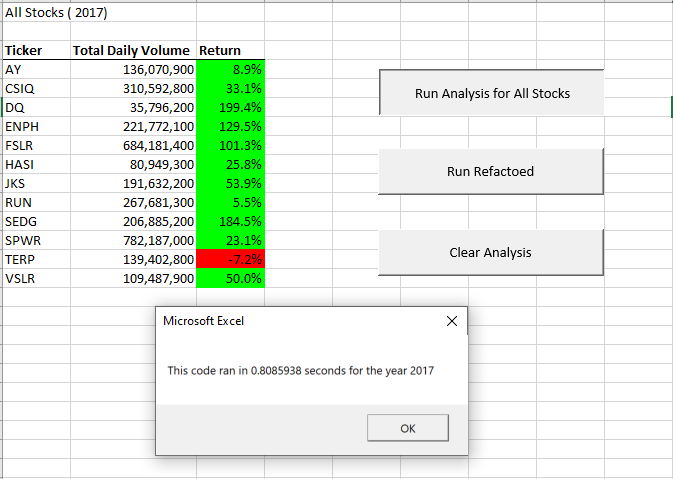 All Stocks ( 2017)
Ticker Total Daily Volume Return
AY 136,070,900 8.9%
CSIQ 310,592,800 33.1%
DQ 35,796,200 199.4%
ENPH 221,772,100 129.5%
FSLR 684,181,400 101.3%
HASI 80,949,300 25.8%
JKS 191,632,200 53.9%
RUN 267,681,300 5.5%
SEDG 206,885,200 184.5%
SPWR 782,187,000 23.1%
TERP 139,402,800 -7.2%
VSLR 109,487,900 50.0%
Run Analysis for All Stocks
Run Refactoed
Clear Analysis
Microsoft Excel
This code ran in 0.8085938 seconds for the year 2017
OK